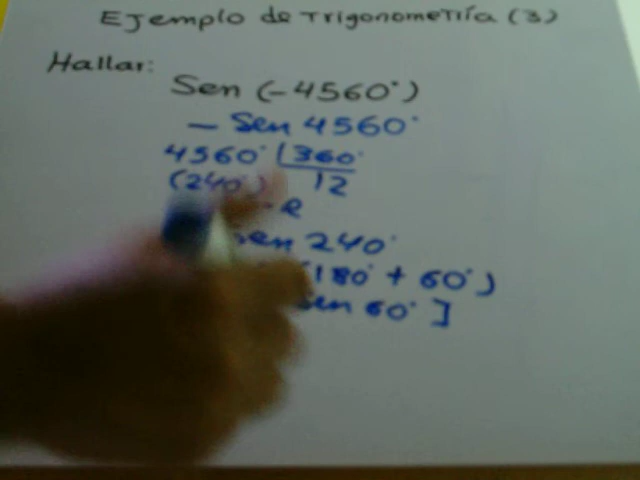 Ejemplo de Trigonometría (3)
Hallar:
Sen (-4560°)
- Sen 4560°
4560° 360°
(240°) 12
Sen 240°
(180° + 60°)
Sen 60° ]